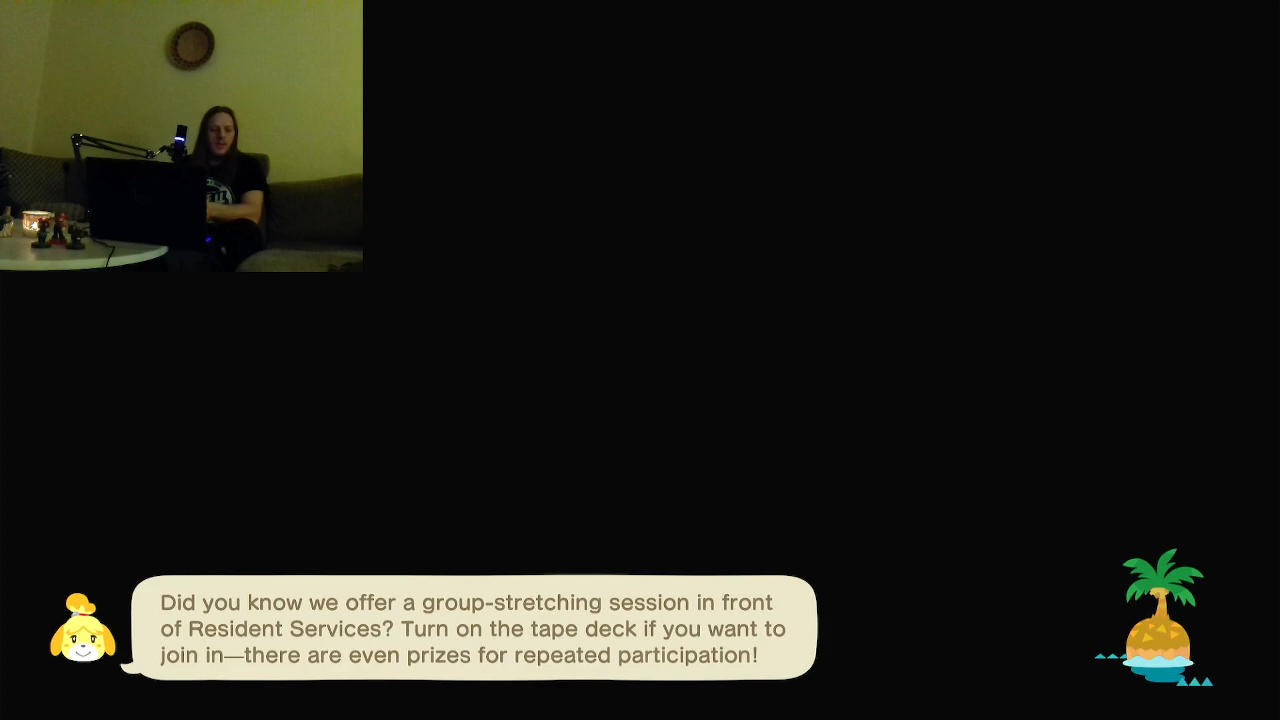 Did you know we offer a group-stretching session in front
of Resident Services? Turn on the tape deck if you want to
join in—there are even prizes for repeated participation!